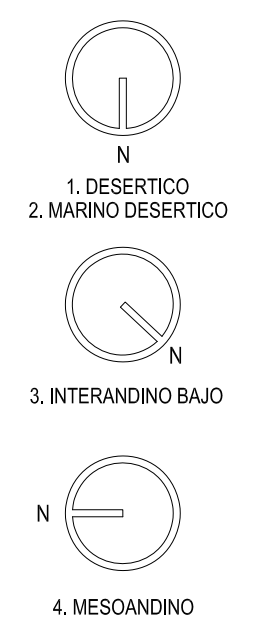 N
1. DESERTICO
2. MARINO DESERTICO
N
3. INTERANDINO BAJO
N
4. MESOANDINO